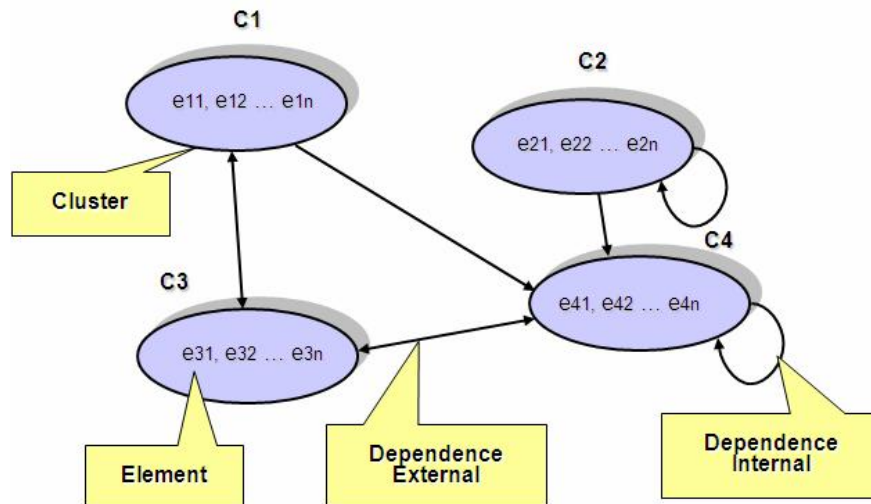 C1
e11, e12 ... e1n
C2
e21, e22 ... e2n
Cluster
C4
C3
e41, e42 ... e4n
e31, e32 ... e3n
Element
Dependence
External
Dependence
Internal